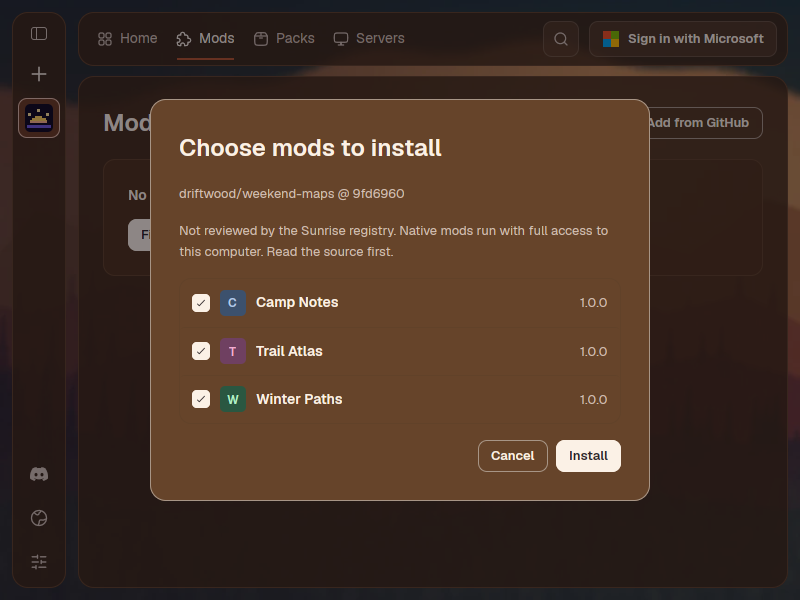 Home
Mods
Packs
Servers
Sign in with Microsoft
Mod
Add from GitHub
No
Choose mods to install
driftwood/weekend-maps @ 9fd6960
Not reviewed by the Sunrise registry. Native mods run with full access to
this computer. Read the source first.
C
Camp Notes
1.0.0
T
Trail Atlas
1.0.0
W
Winter Paths
1.0.0
Cancel
Install